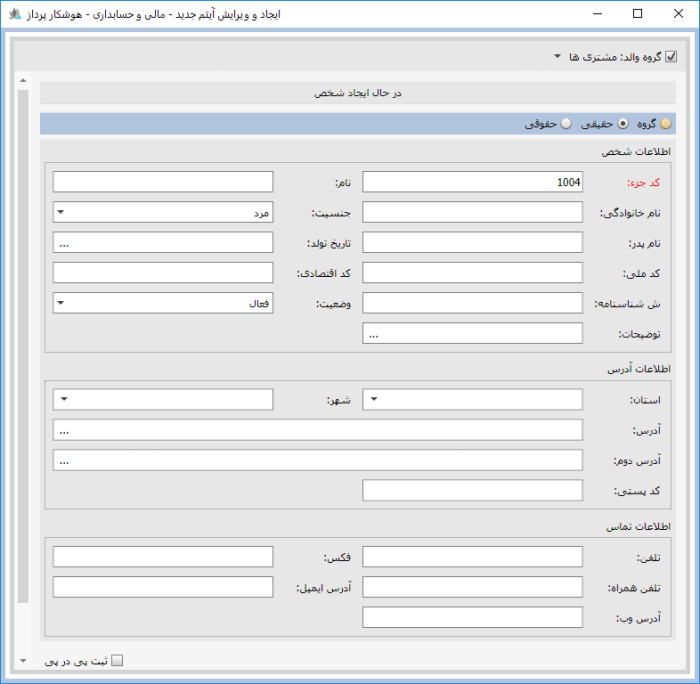 ایجاد و ویرایش آیتم جدید - مالی و حسابداری - هوشکار پرداز
گروه والد: مشتری ها
در حال ایجاد شخص
گروه حقیقی حقوقی
اطلاعات شخص
کد جزء: 1004 نام:
نام خانوادگی: جنسیت: مرد
نام پدر: تاریخ تولد: ...
کد ملی: کد اقتصادی:
ش شناسنامه: وضعیت: فعال
توضیحات: ...
اطلاعات آدرس
استان: شهر:
آدرس: ...
آدرس دوم: ...
کد پستی:
اطلاعات تماس
تلفن: فکس:
تلفن همراه: آدرس ایمیل:
آدرس وب:
ثبت پی در پی